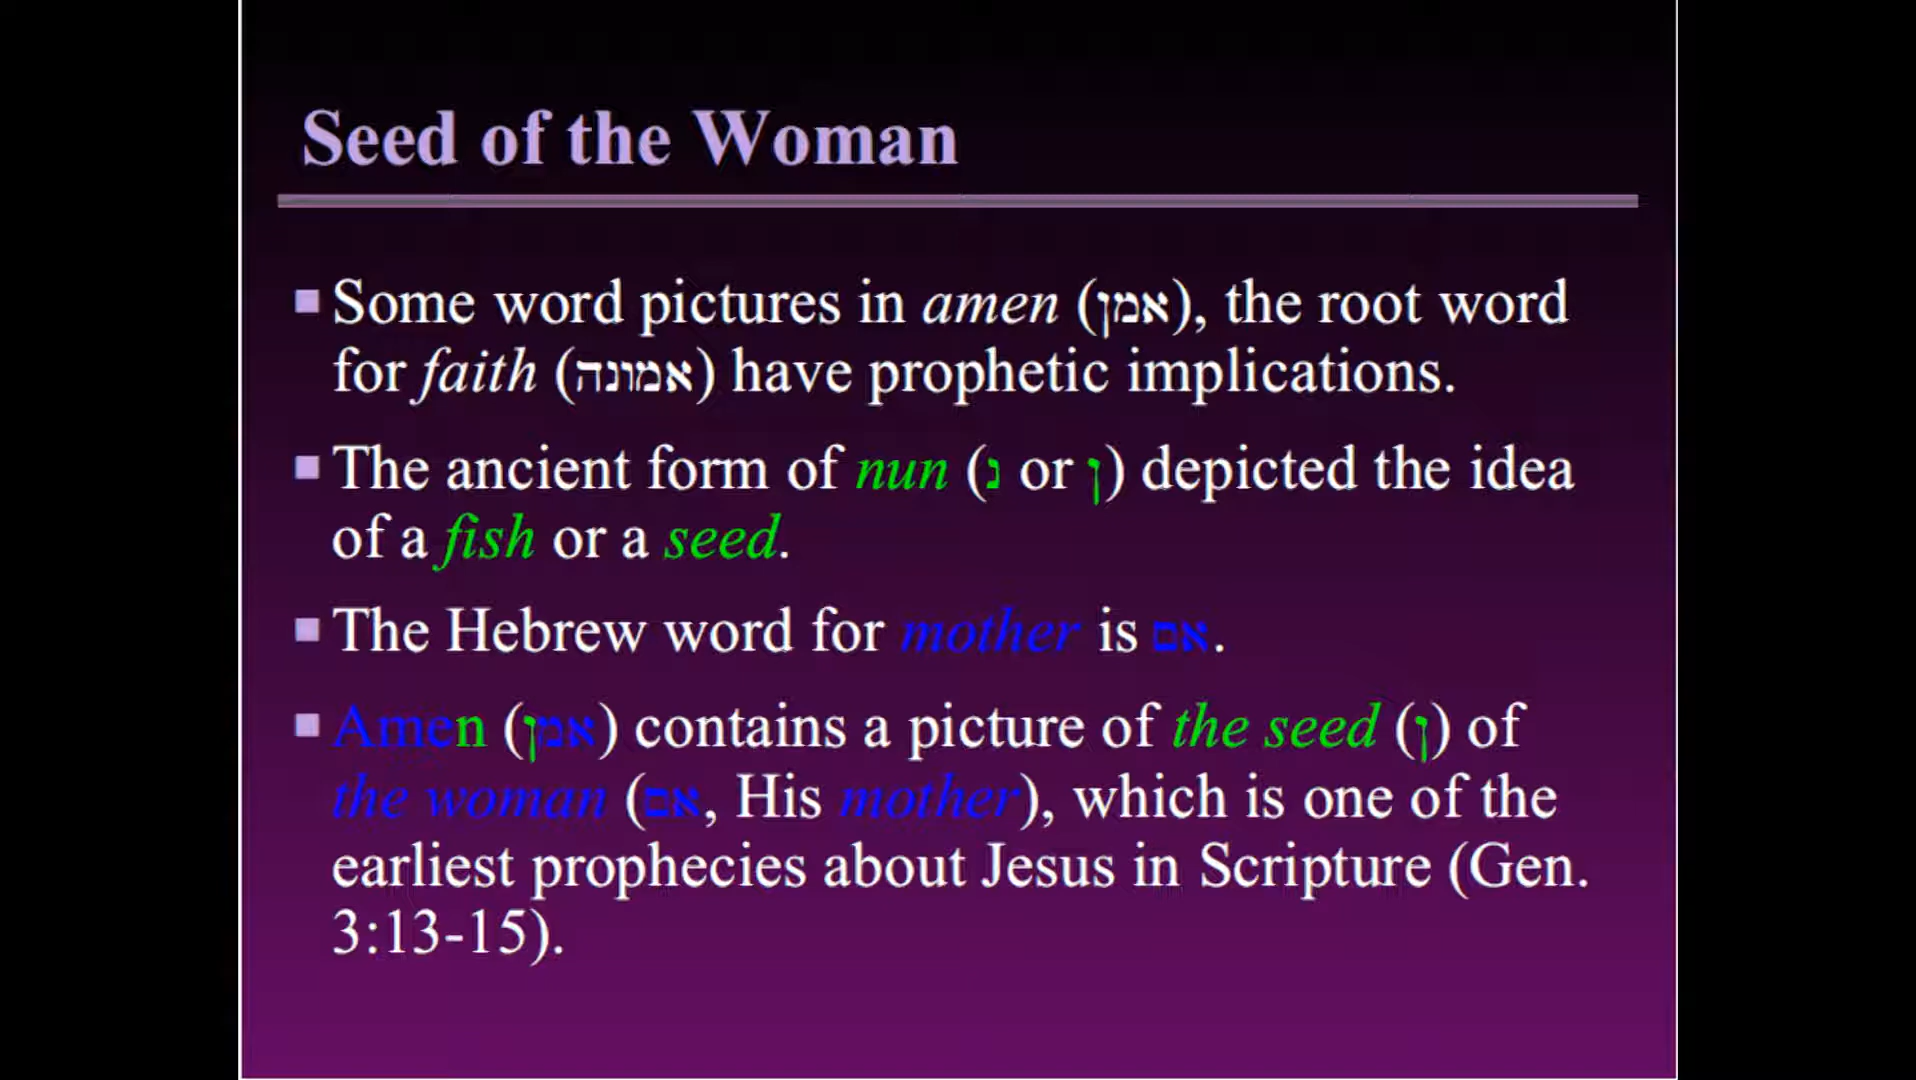 Seed of the Woman
Some word pictures in amen (אמן), the root word
for faith (אמונה) have prophetic implications.
The ancient form of nun (נ or ן) depicted the idea
of a fish or a seed.
The Hebrew word for mother is אם.
Amen (אמן) contains a picture of the seed (ן) of
the woman (אם, His mother), which is one of the
earliest prophecies about Jesus in Scripture (Gen.
3:13-15).